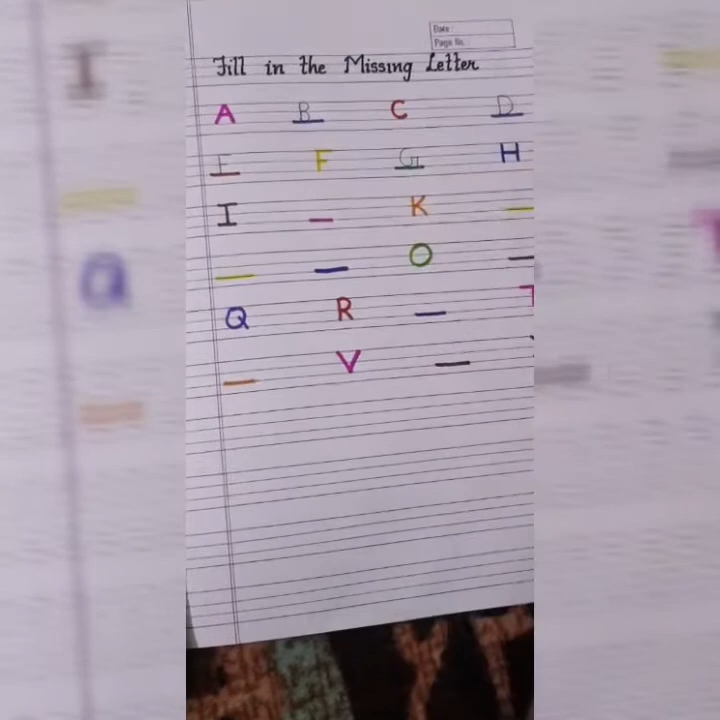 Date :
Page No.
Fill in the Missing Letter
A B C D
E F G H
I _ K _
_ _ O _
Q R _ T
_ V _